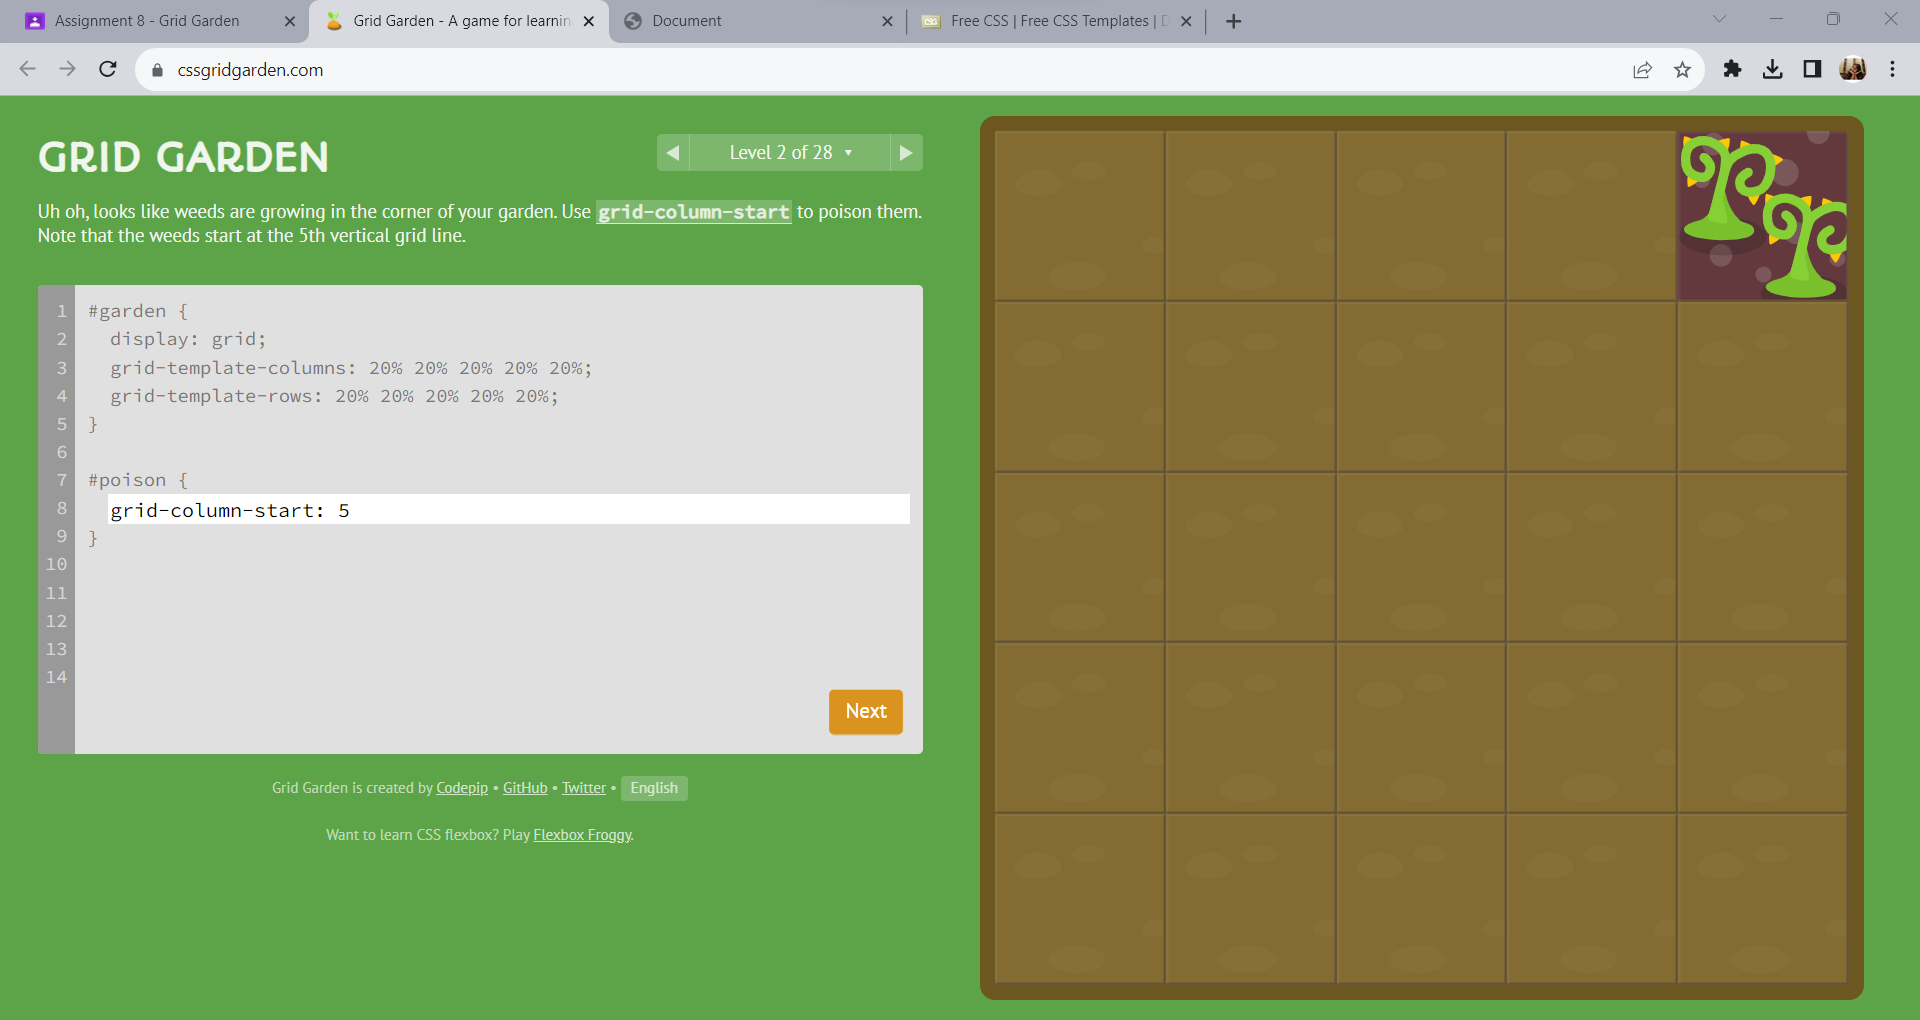 Assignment 8 - Grid Garden
Grid Garden - A game for learnin
Document
Free CSS | Free CSS Templates | D
cssgridgarden.com
GRID GARDEN
Level 2 of 28
Uh oh, looks like weeds are growing in the corner of your garden. Use grid-column-start to poison them.
Note that the weeds start at the 5th vertical grid line.
1 #garden {
2 display: grid;
3 grid-template-columns: 20% 20% 20% 20% 20%;
4 grid-template-rows: 20% 20% 20% 20% 20%;
5 }
6
7 #poison {
8 grid-column-start: 5
9 }
10
11
12
13
14
Next
Grid Garden is created by Codepip • GitHub • Twitter • English
Want to learn CSS flexbox? Play Flexbox Froggy.